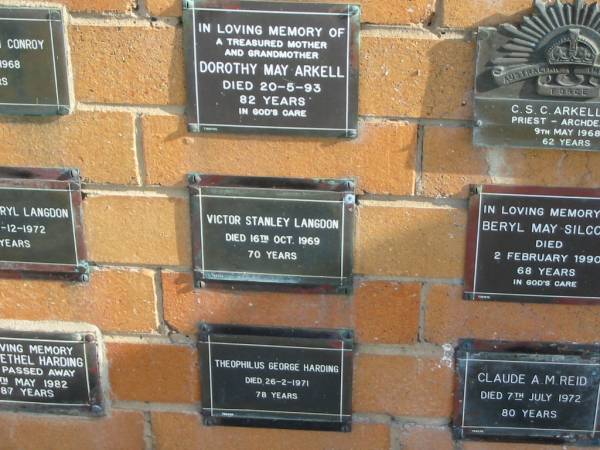 CONROY
1968
IN LOVING MEMORY OF
A TREASURED MOTHER
AND GRANDMOTHER
DOROTHY MAY ARKELL
DIED 20-5-93
82 YEARS
IN GOD'S CARE
C.S.C. ARKELL
PRIEST - ARCHDE
9TH MAY 1968
62 YEARS
RYL LANGDON
-12-1972
YEARS
VICTOR STANLEY LANGDON
DIED 16TH OCT. 1969
70 YEARS
IN LOVING MEMORY
BERYL MAY SILCO
DIED
2 FEBRUARY 1990
68 YEARS
IN GOD'S CARE
VING MEMORY
ETHEL HARDING
PASSED AWAY
TH MAY 1982
87 YEARS
THEOPHILUS GEORGE HARDING
DIED 26-2-1971
78 YEARS
CLAUDE A.M. REID
DIED 7TH JULY 1972
80 YEARS